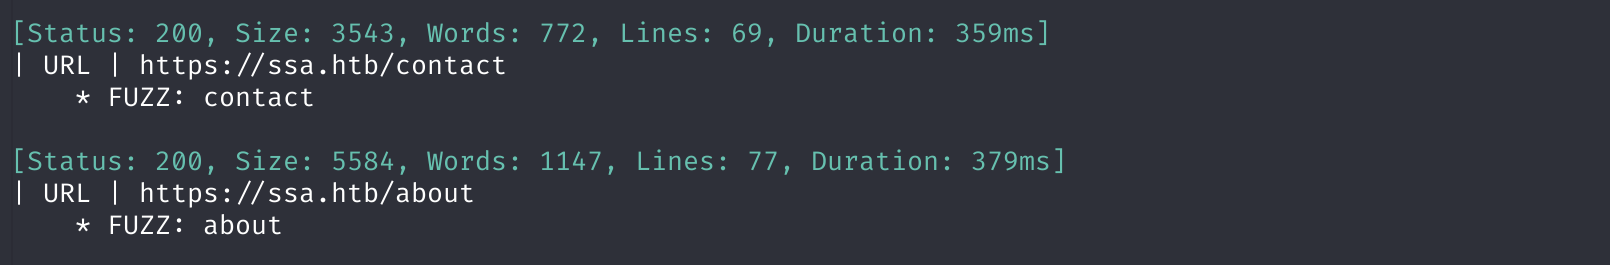 [Status: 200, Size: 3543, Words: 772, Lines: 69, Duration: 359ms]
| URL | https://ssa.htb/contact
    * FUZZ: contact

[Status: 200, Size: 5584, Words: 1147, Lines: 77, Duration: 379ms]
| URL | https://ssa.htb/about
    * FUZZ: about